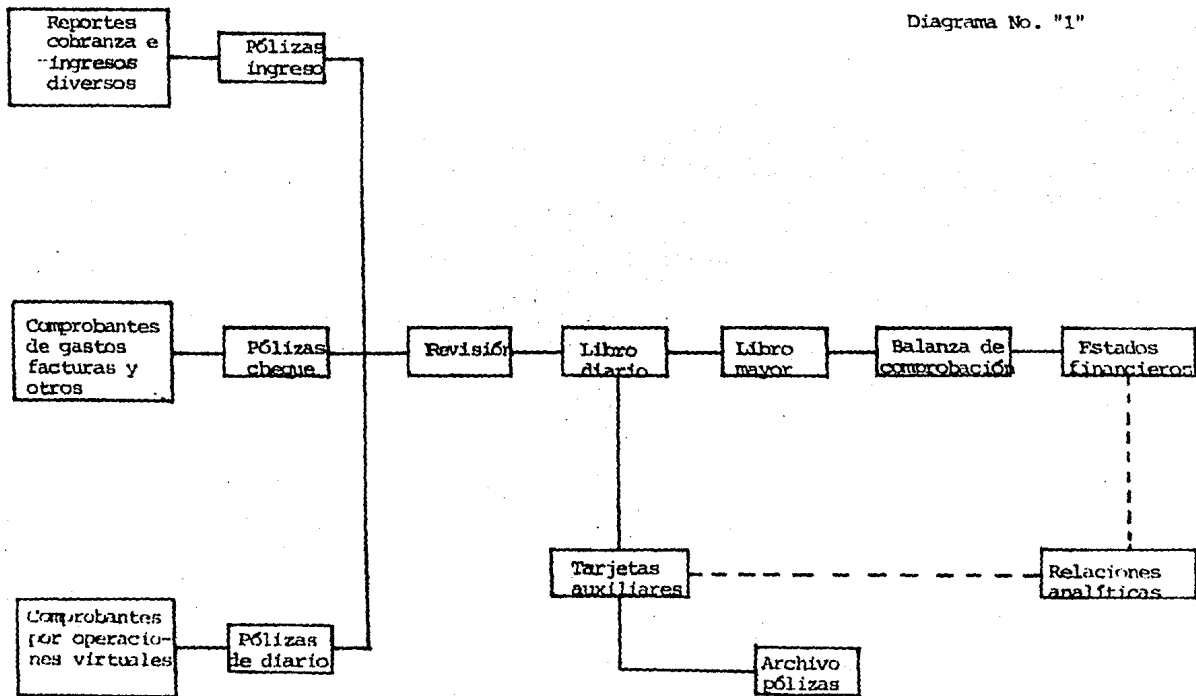 Diagrama No. "1"
Reportes
cobranza e
ingresos
diversos
Pólizas
ingreso
Comprobantes
de gastos
facturas y
otros
Pólizas
cheque
Revisión
Libro
diario
Libro
mayor
Balanza de
comprobación
Estados
financieros
Tarjetas
auxiliares
Relaciones
analíticas
Comprobantes
por operacio-
nes virtuales
Pólizas
de diario
Archivo
pólizas